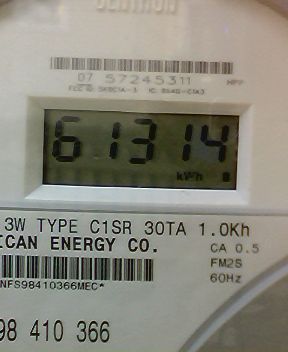 CENTRON
07 57245311
61314
kWh
3W TYPE C1SR 30TA 1.0Kh
ICAN ENERGY CO.
CA 0.5
FM2S
60Hz
NFS98410366MEC*
98 410 366